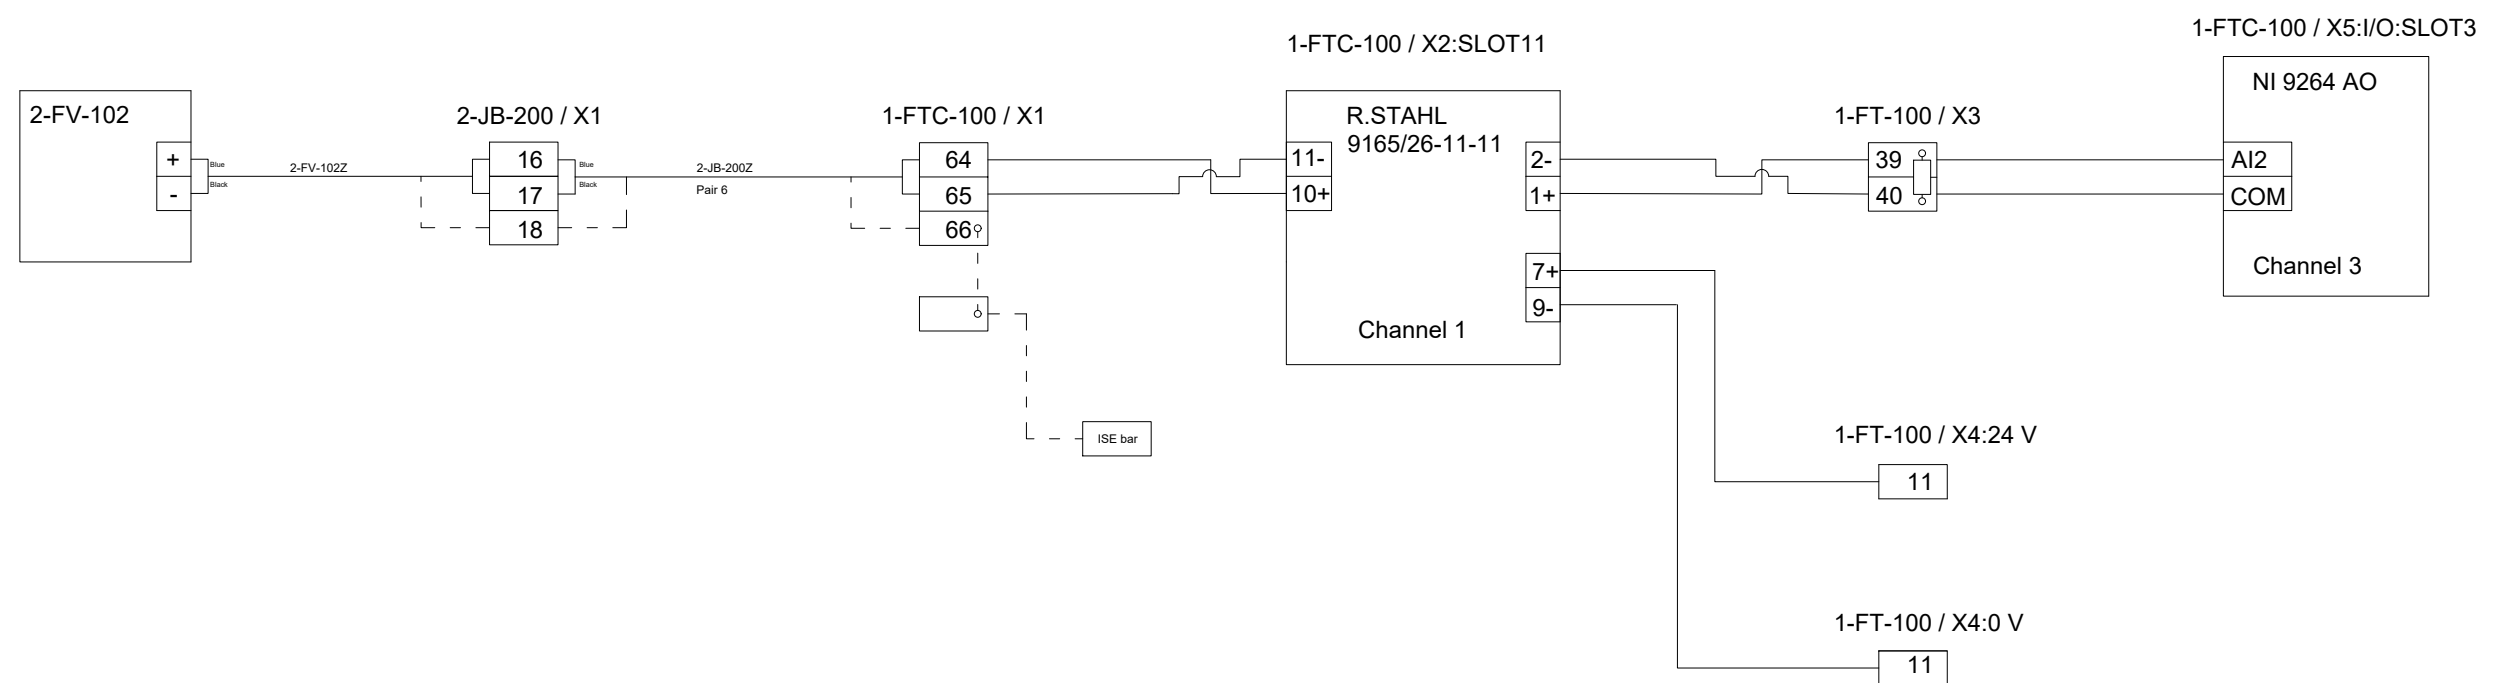 1-FTC-100 / X5:I/O:SLOT3
1-FTC-100 / X2:SLOT11
NI 9264 AO
2-FV-102
2-JB-200 / X1
1-FTC-100 / X1
R.STAHL
9165/26-11-11
1-FT-100 / X3
+
-
Blue
Black
2-FV-102Z
16
17
18
Blue
Black
2-JB-200Z
Pair 6
64
65
66
11-
10+
2-
1+
7+
9-
Channel 1
39
40
AI2
COM
Channel 3
ISE bar
1-FT-100 / X4:24 V
11
1-FT-100 / X4:0 V
11